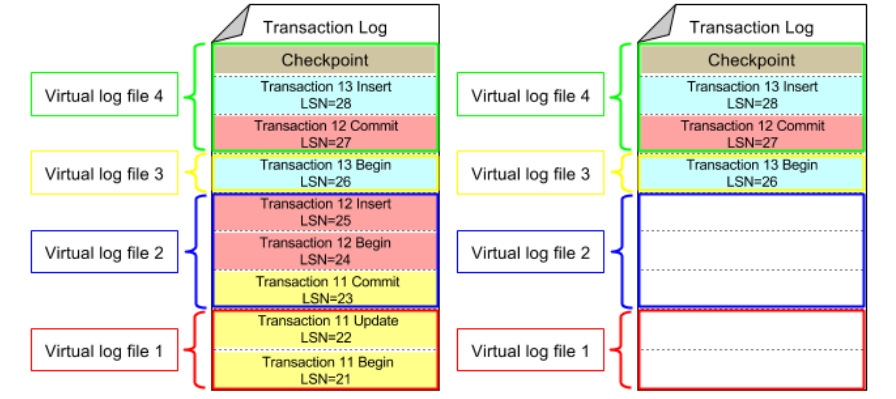 Transaction Log
Checkpoint
Virtual log file 4
Transaction 13 Insert
LSN=28
Transaction 12 Commit
LSN=27
Virtual log file 3
Transaction 13 Begin
LSN=26
Transaction 12 Insert
LSN=25
Virtual log file 2
Transaction 12 Begin
LSN=24
Transaction 11 Commit
LSN=23
Transaction 11 Update
LSN=22
Virtual log file 1
Transaction 11 Begin
LSN=21
Transaction Log
Checkpoint
Virtual log file 4
Transaction 13 Insert
LSN=28
Transaction 12 Commit
LSN=27
Virtual log file 3
Transaction 13 Begin
LSN=26
Virtual log file 2
Virtual log file 1